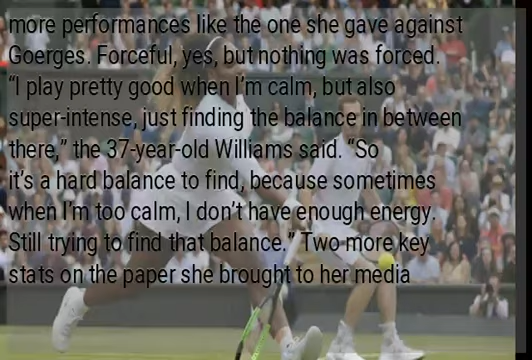 more performances like the one she gave against
Goerges. Forceful, yes, but nothing was forced.
“I play pretty good when I’m calm, but also
super-intense, just finding the balance in between
there,” the 37-year-old Williams said. “So
it’s a hard balance to find, because sometimes
when I’m too calm, I don’t have enough energy.
Still trying to find that balance.” Two more key
stats on the paper she brought to her media